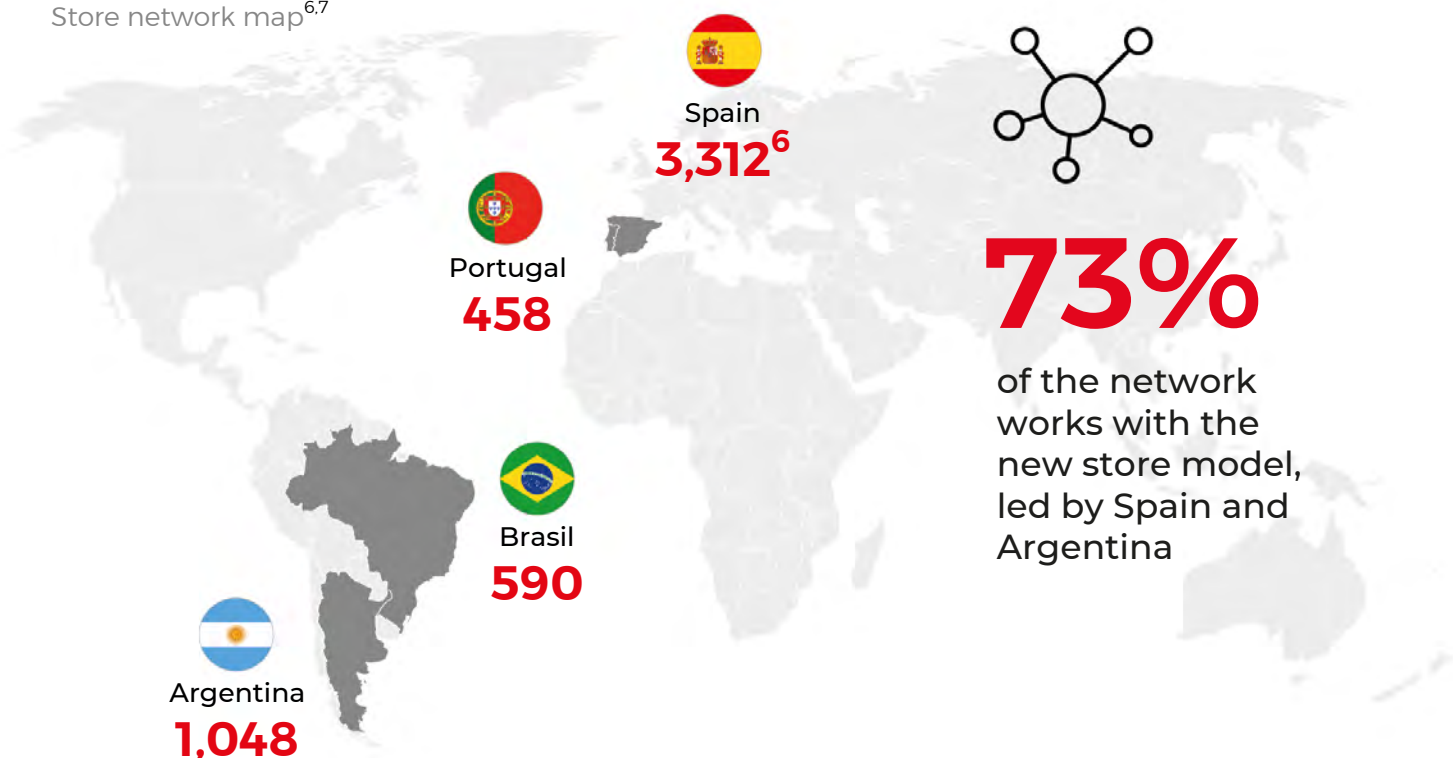 Store network map6,7
Spain
3,3126
Portugal
458
Brasil
590
Argentina
1,048
73%
of the network
works with the
new store model,
led by Spain and
Argentina